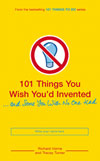 From the bestselling 101 THINGS TO DO series
101 Things You
Wish You'd Invented
...and Some You Wish No One Had
Richard Horne
and Tracey Turner